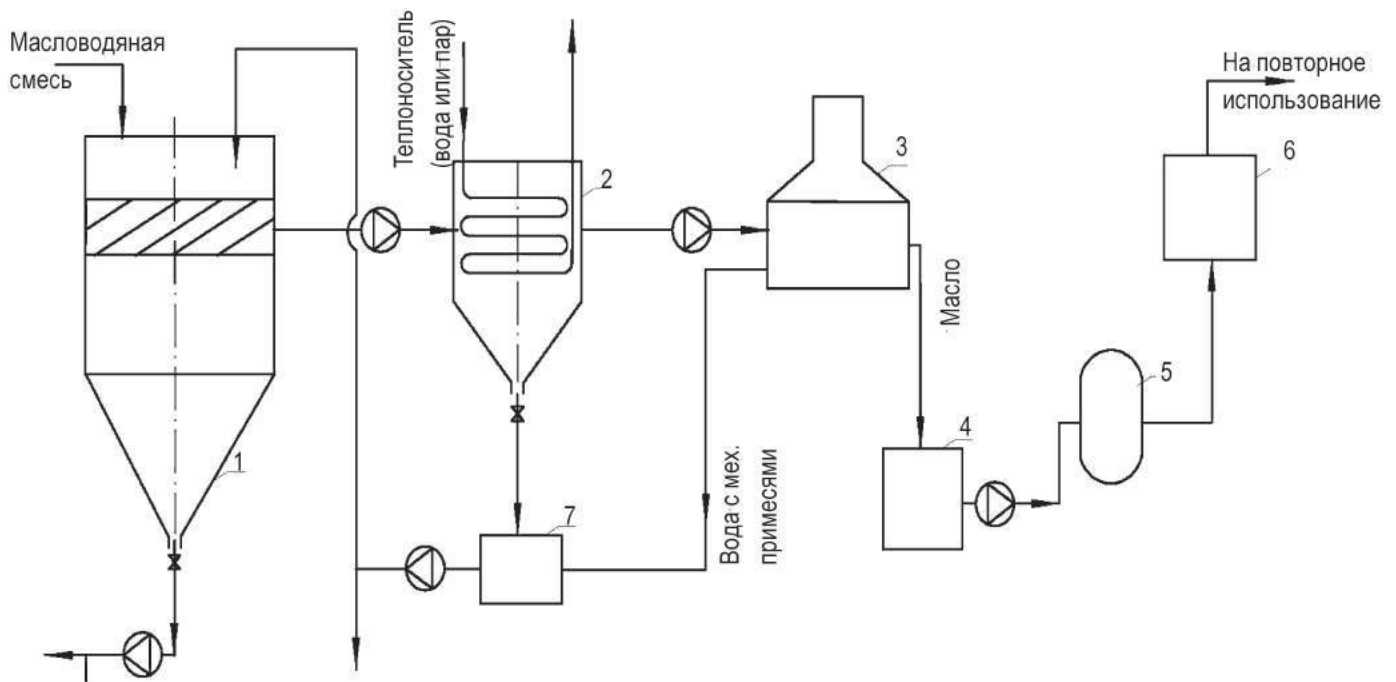 Масловодяная
смесь
Теплоноситель
(вода или пар)
На повторное
использование
Масло
Вода с мех.
примесями
1
2
3
4
5
6
7